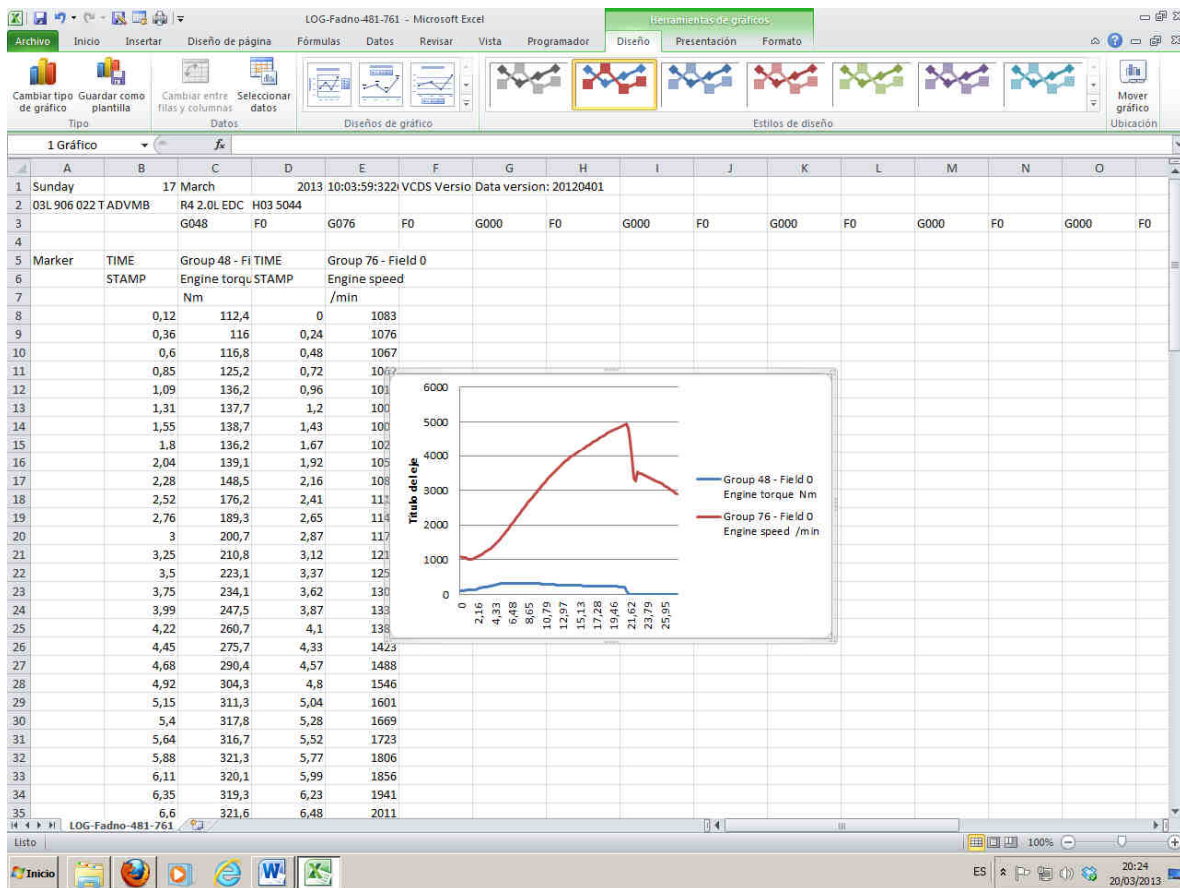 LOG-Fadno-481-761 - Microsoft Excel
Herramientas de gráficos
Archivo Inicio Insertar Diseño de página Fórmulas Datos Revisar Vista Programador Diseño Presentación Formato
Cambiar tipo de gráfico
Guardar como plantilla
Cambiar entre filas y columnas
Seleccionar datos
Mover gráfico
Tipo Datos Diseños de gráfico Estilos de diseño Ubicación
1 Gráfico fx
A B C D E F G H I J K L M N O
1 Sunday 17 March 2013 10:03:59:322 VCDS Versio Data version: 20120401
2 03L 906 022 T ADVMB R4 2.0L EDC H03 5044
3 G048 F0 G076 F0 G000 F0 G000 F0 G000 F0 G000 F0 G000 F0
4
5 Marker TIME Group 48 - Fi TIME Group 76 - Field 0
6 STAMP Engine torqu STAMP Engine speed
7 Nm /min
8 0,12 112,4 0 1083
9 0,36 116 0,24 1076
10 0,6 116,8 0,48 1067
11 0,85 125,2 0,72
12 1,09 136,2 0,96 101
13 1,31 137,7 1,2 100
14 1,55 138,7 1,43 100
15 1,8 136,2 1,67 102
16 2,04 139,1 1,92 105
17 2,28 148,5 2,16 108
18 2,52 176,2 2,41
19 2,76 189,3 2,65 114
20 3 200,7 2,87 117
21 3,25 210,8 3,12 121
22 3,5 223,1 3,37 125
23 3,75 234,1 3,62 130
24 3,99 247,5 3,87 133
25 4,22 260,7 4,1 138
26 4,45 275,7 4,33 1423
27 4,68 290,4 4,57 1488
28 4,92 304,3 4,8 1546
29 5,15 311,3 5,04 1601
30 5,4 317,8 5,28 1669
31 5,64 316,7 5,52 1723
32 5,88 321,3 5,77 1806
33 6,11 320,1 5,99 1856
34 6,35 319,3 6,23 1941
35 6,6 321,6 6,48 2011
6000
5000
4000
3000
2000
1000
0
Título del eje
0 2,16 4,33 6,48 8,65 10,79 12,97 15,13 17,28 19,46 21,62 23,79 25,95
Group 48 - Field 0
Engine torque Nm
Group 76 - Field 0
Engine speed /min
LOG-Fadno-481-761
Listo 100%
Inicio ES 20:24
20/03/2013